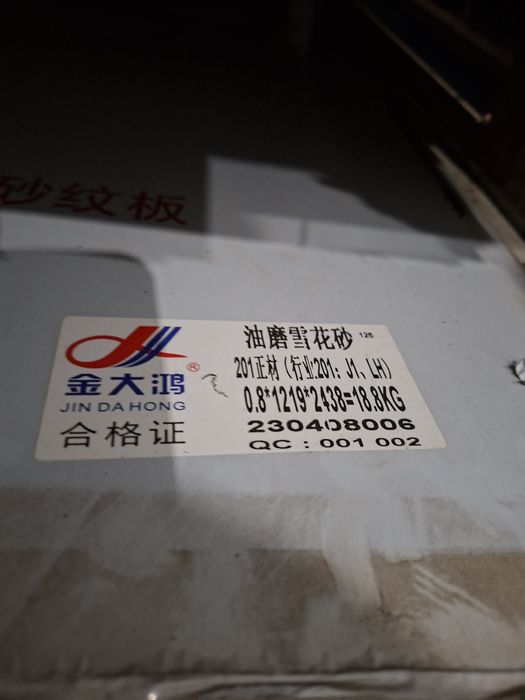 砂纹板
油磨雪花砂 126
201正材（行业201：J1、LH）
0.8*1219*2438=18.8KG
230408006
QC : 001 002
®
金大鸿
JIN DA HONG
合格证